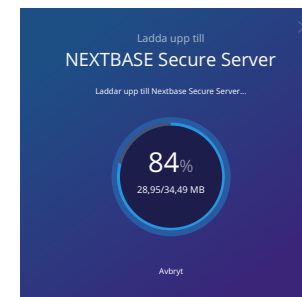 Ladda upp till
NEXTBASE Secure Server
Laddar upp till Nextbase Secure Server...
84%
28,95/34,49 MB
Avbryt